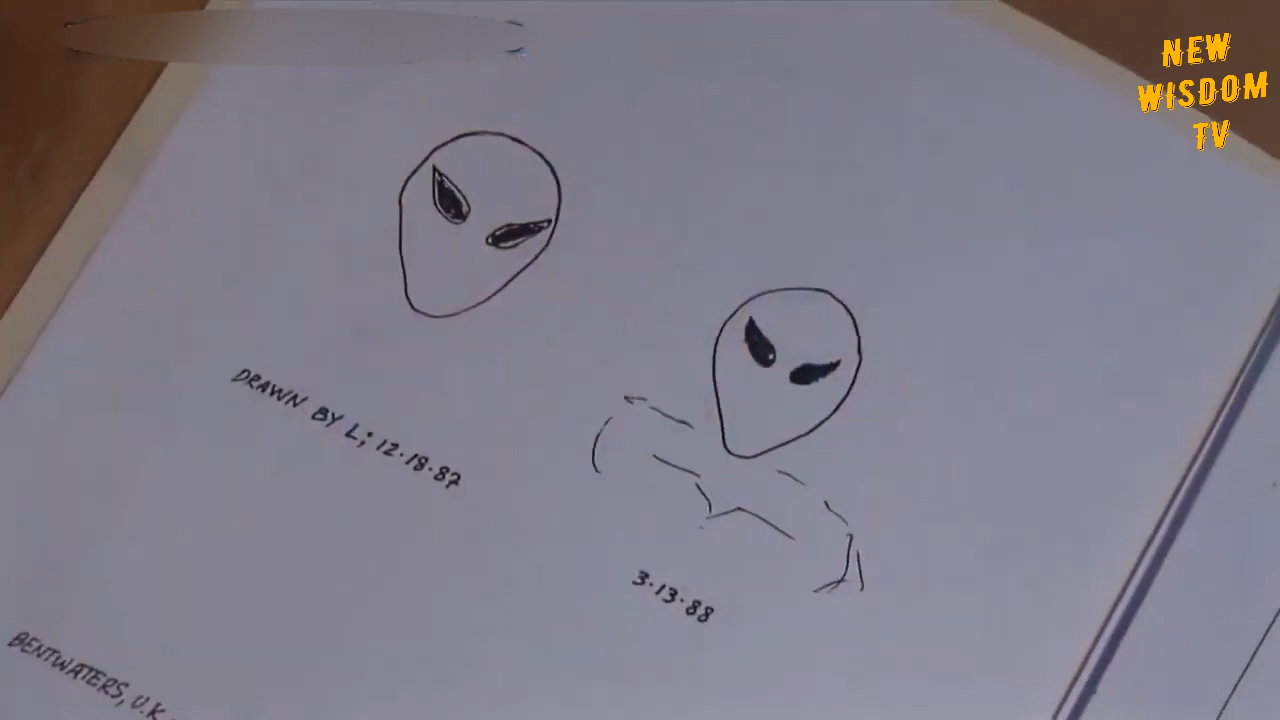 NEW
WISDOM
TV
DRAWN BY L; 12·18·87
3·13·88
BENTWATERS, U.K.